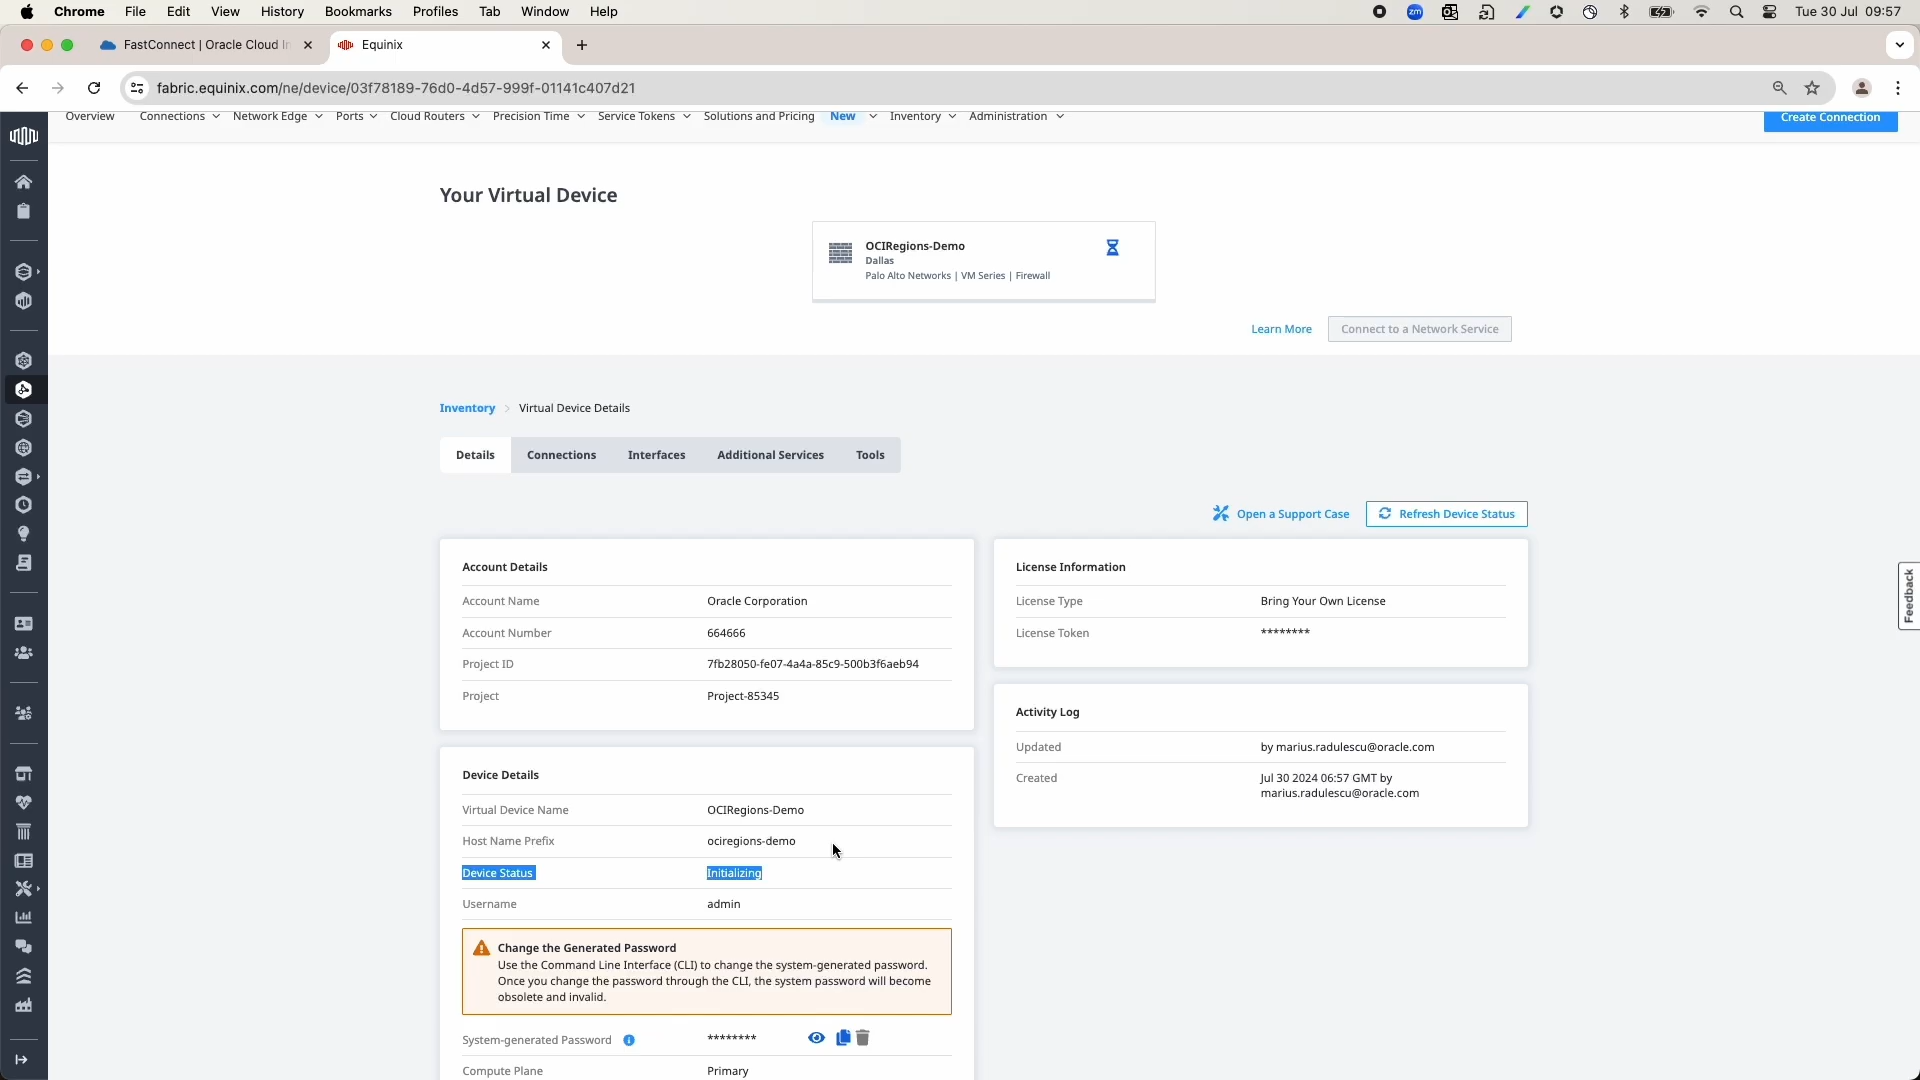 Chrome File Edit View History Bookmarks Profiles Tab Window Help
zm
Tue 30 Jul 09:57
FastConnect | Oracle Cloud In
Equinix
fabric.equinix.com/ne/device/03f78189-76d0-4d57-999f-01141c407d21
Overview Connections Network Edge Ports Cloud Routers Precision Time Service Tokens Solutions and Pricing New Inventory Administration
Create Connection
Your Virtual Device
OCIRegions-Demo
Dallas
Palo Alto Networks | VM Series | Firewall
Learn More
Connect to a Network Service
Inventory > Virtual Device Details
Details Connections Interfaces Additional Services Tools
Open a Support Case
Refresh Device Status
Account Details
Account Name Oracle Corporation
Account Number 664666
Project ID 7fb28050-fe07-4a4a-85c9-500b3f6aeb94
Project Project-85345
License Information
License Type Bring Your Own License
License Token ********
Activity Log
Updated by marius.radulescu@oracle.com
Created Jul 30 2024 06:57 GMT by
marius.radulescu@oracle.com
Feedback
Device Details
Virtual Device Name OCIRegions-Demo
Host Name Prefix ociregions-demo
Device Status Initializing
Username admin
Change the Generated Password
Use the Command Line Interface (CLI) to change the system-generated password.
Once you change the password through the CLI, the system password will become
obsolete and invalid.
System-generated Password ********
Compute Plane Primary